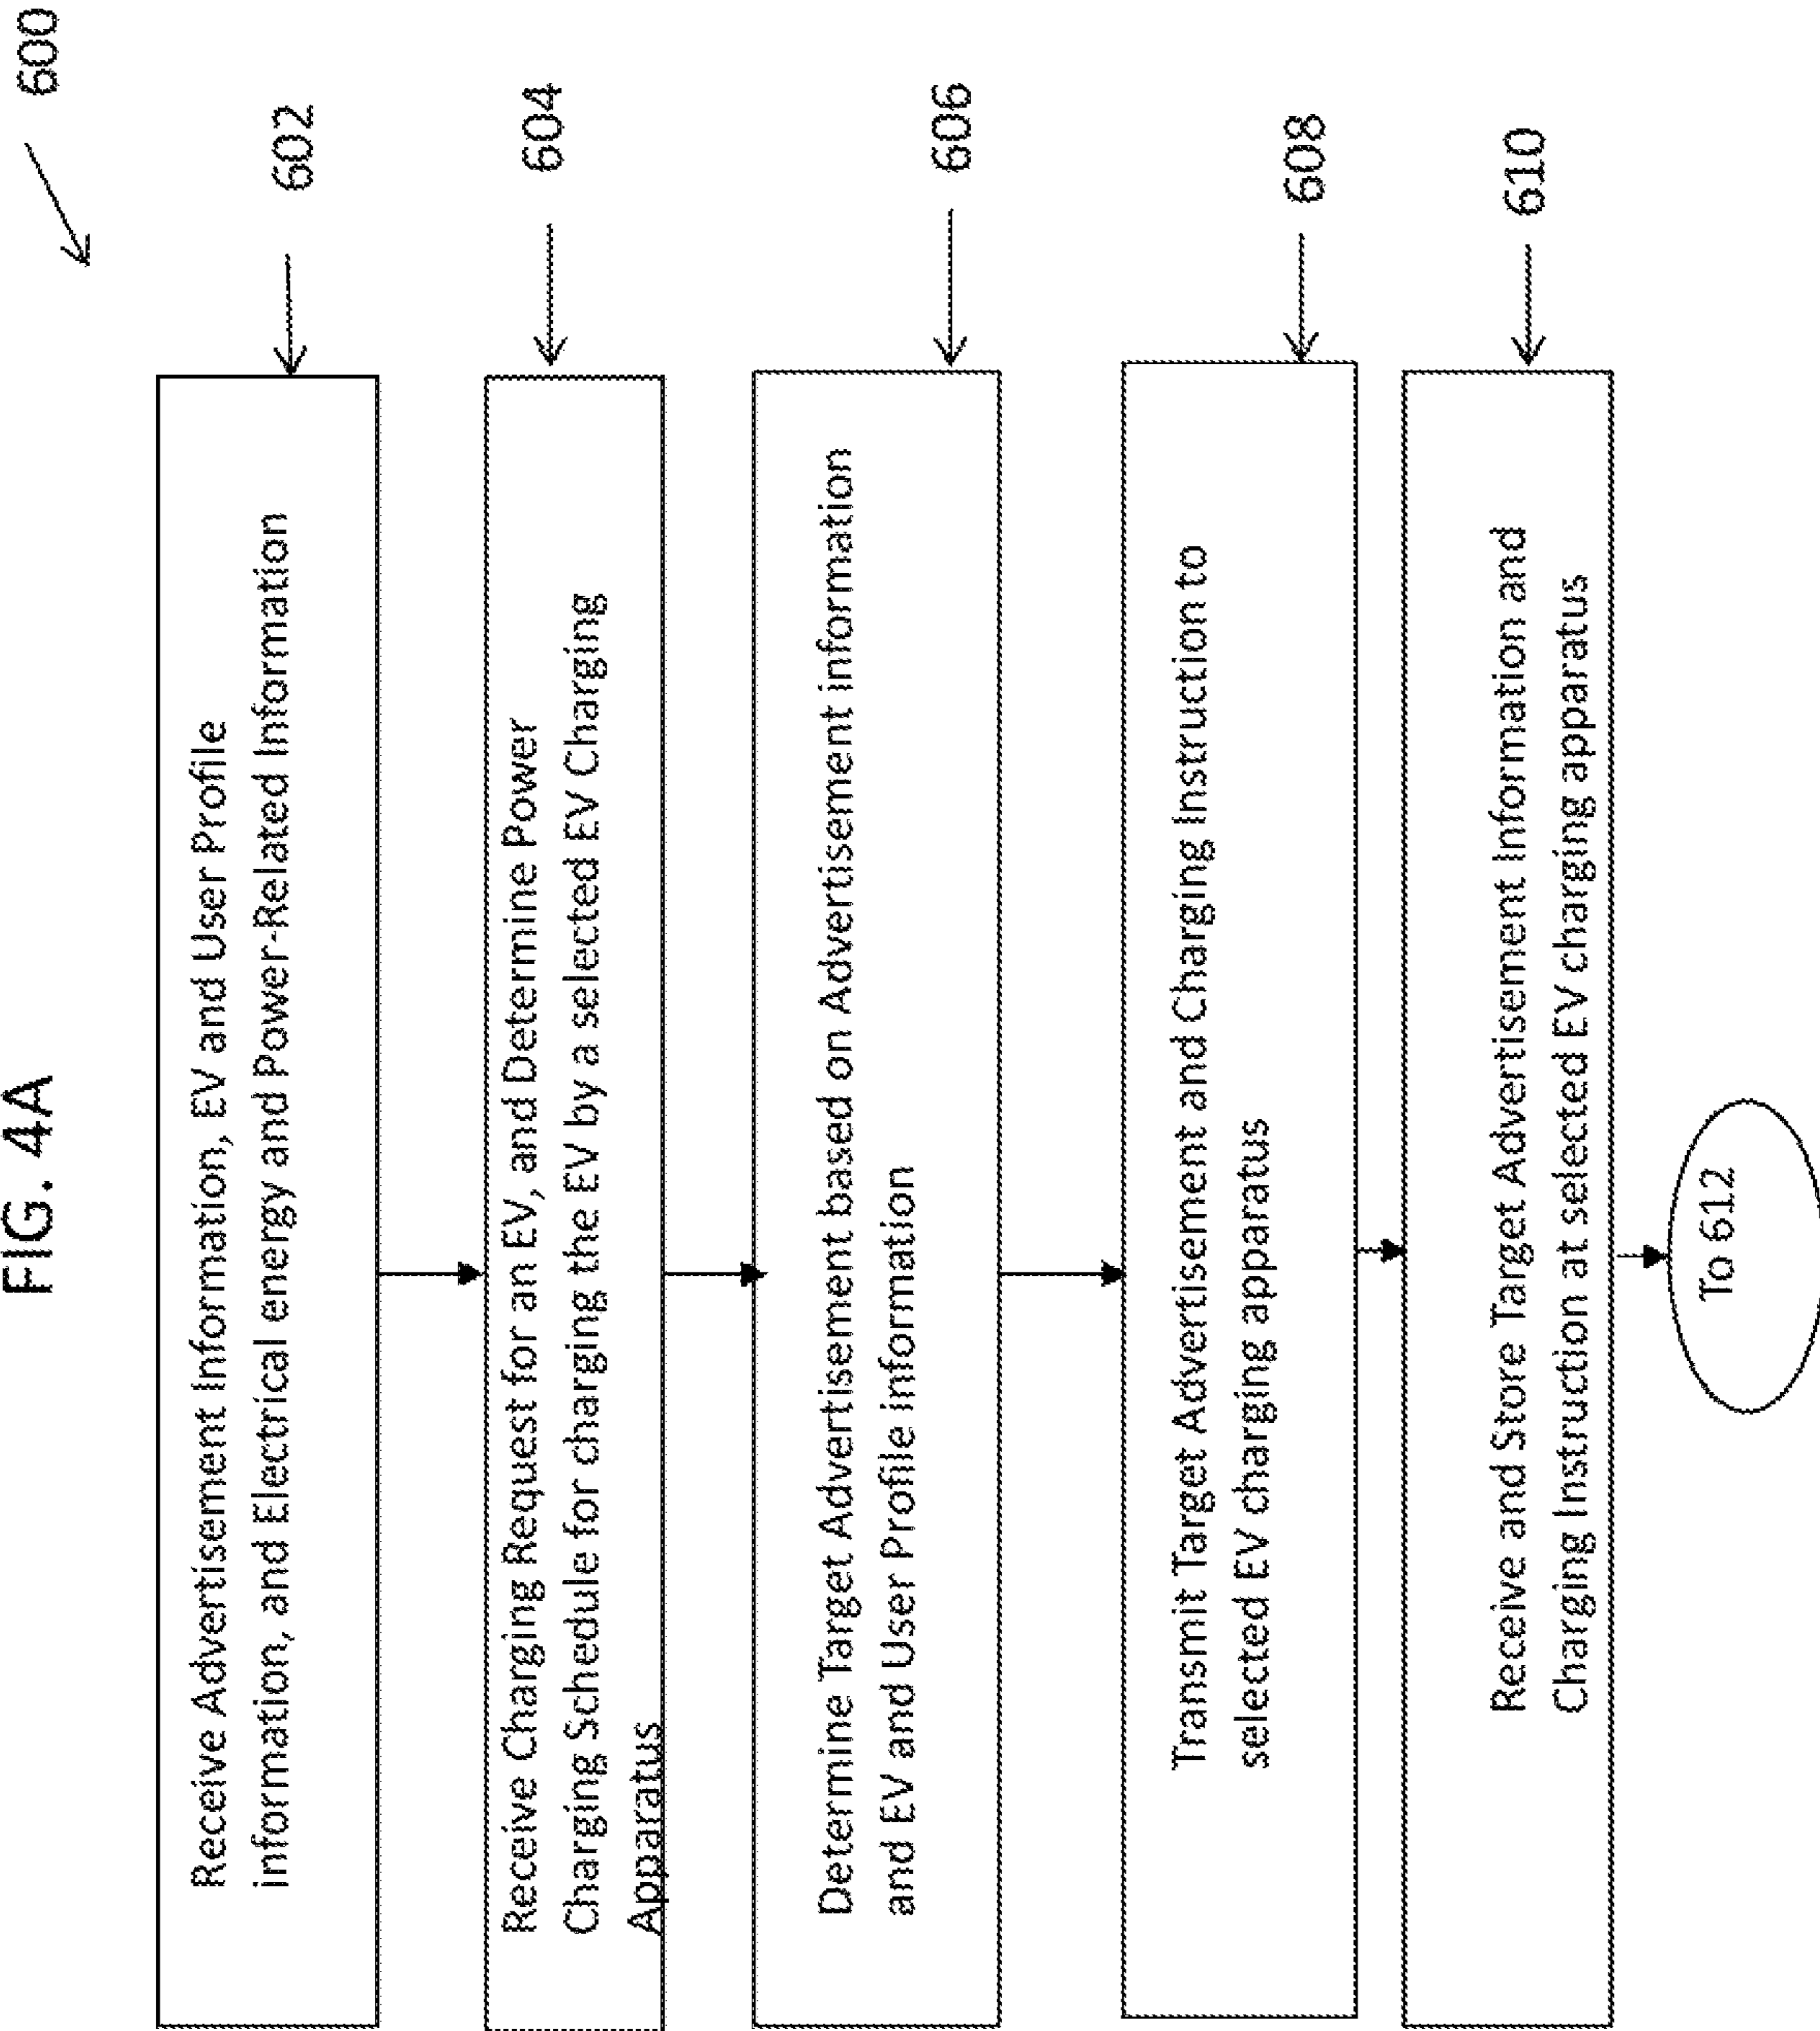 FIG. 4A
600
Receive Advertisement Information, EV and User Profile
information, and Electrical energy and Power-Related Information
602
Receive Charging Request for an EV, and Determine Power
Charging Schedule for charging the EV by a selected EV Charging
Apparatus
604
Determine Target Advertisement based on Advertisement information
and EV and User Profile information
606
Transmit Target Advertisement and Charging Instruction to
selected EV charging apparatus
608
Receive and Store Target Advertisement Information and
Charging Instruction at selected EV charging apparatus
610
To 612